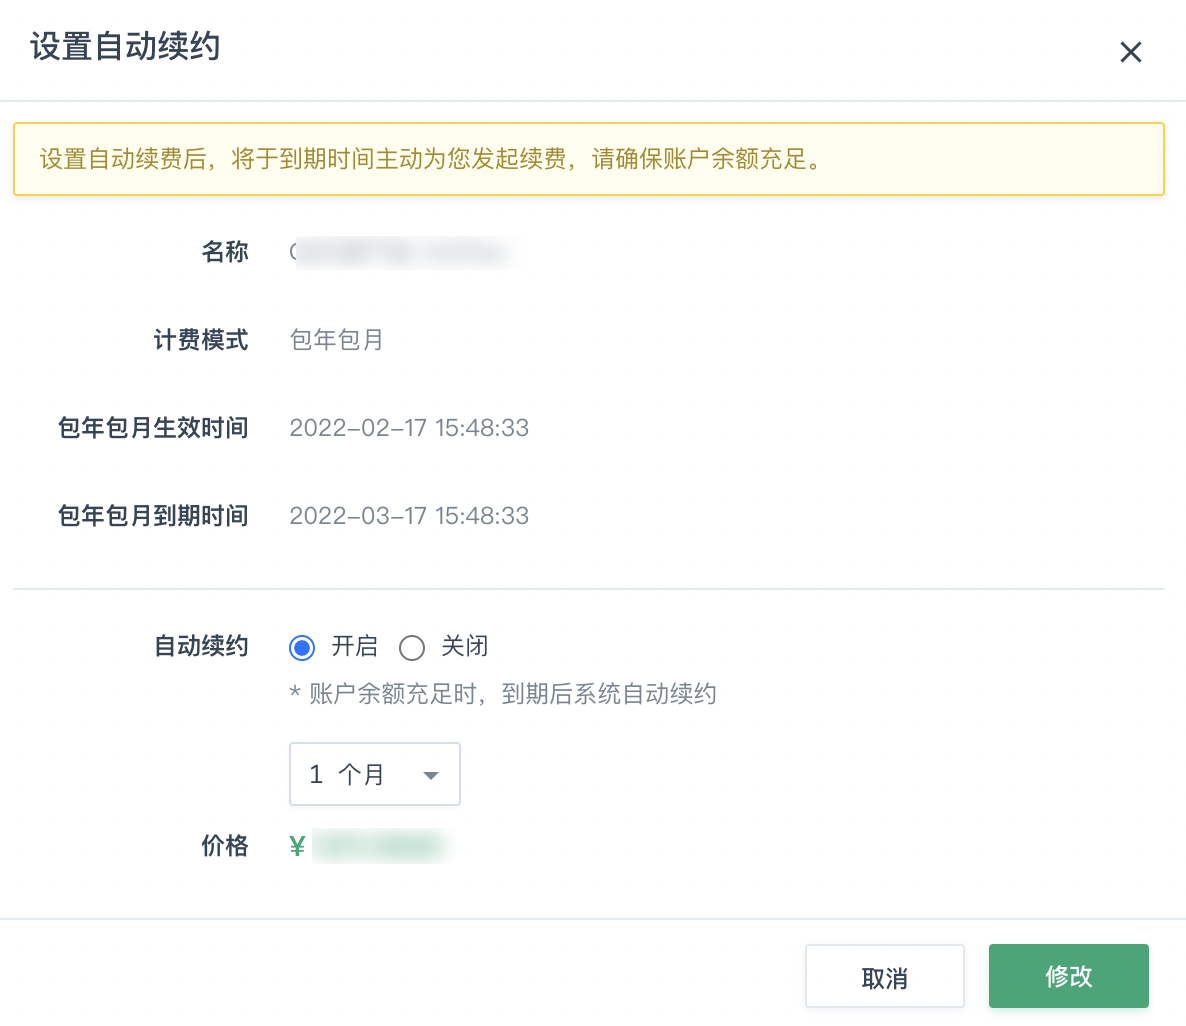 设置自动续约
设置自动续费后，将于到期时间主动为您发起续费，请确保账户余额充足。
名称
计费模式 包年包月
包年包月生效时间 2022-02-17 15:48:33
包年包月到期时间 2022-03-17 15:48:33
自动续约 开启 关闭
* 账户余额充足时，到期后系统自动续约
1 个月
价格 ¥
取消 修改